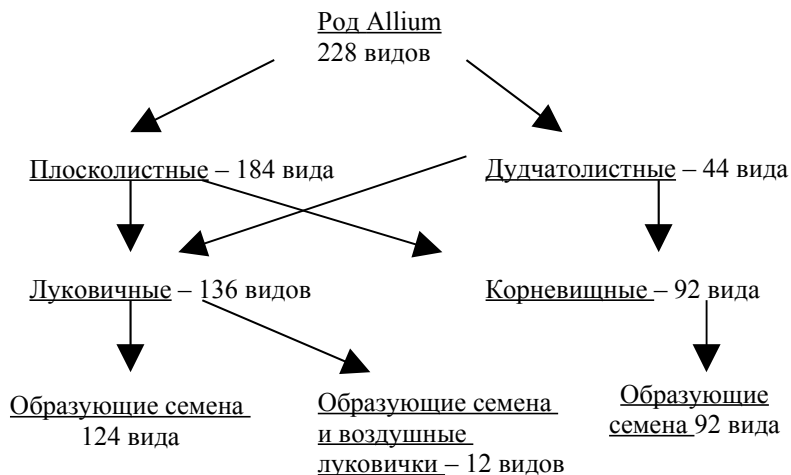 Род Allium
228 видов
Плосколистные – 184 вида
Дудчатолистные – 44 вида
Луковичные – 136 видов
Корневищные – 92 вида
Образующие семена
124 вида
Образующие семена
и воздушные
луковички – 12 видов
Образующие
семена 92 вида